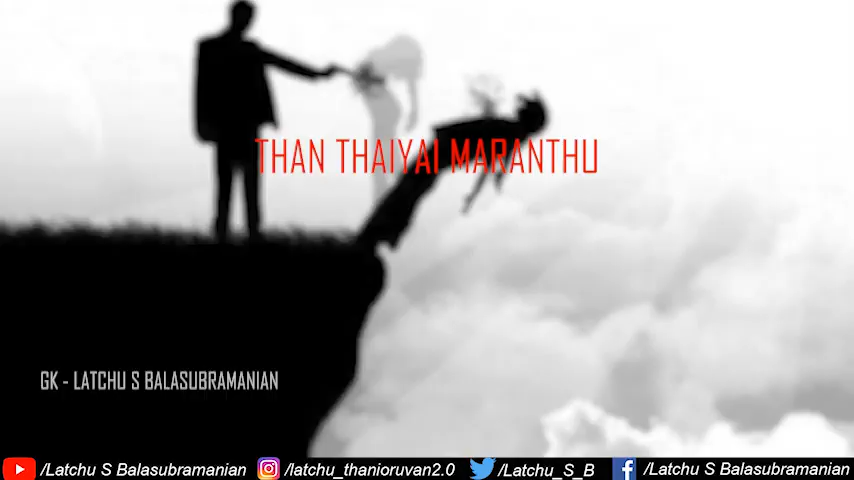 THAN THAIYAI MARANTHU
GK - LATCHU S BALASUBRAMANIAN
/Latchu S Balasubramanian /latchu_thanioruvan2.0 /Latchu_S_B /Latchu S Balasubramanian